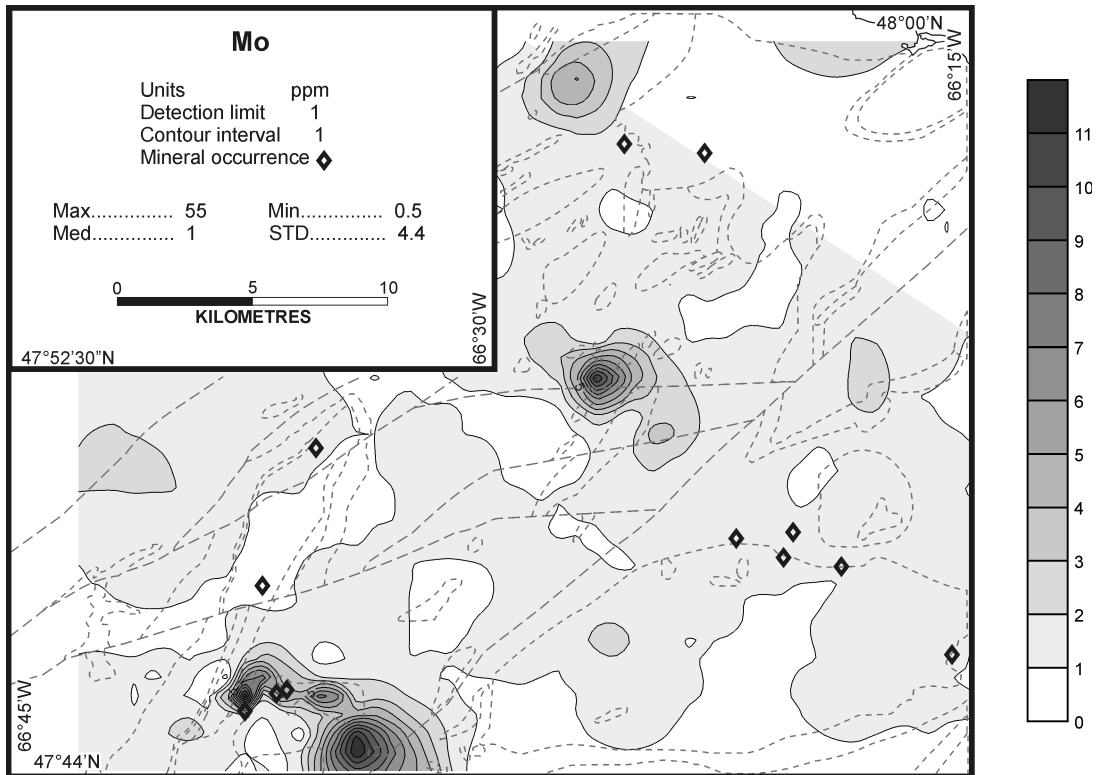 Mo
Units ppm
Detection limit 1
Contour interval 1
Mineral occurrence
Max............... 55 Min............... 0.5
Med............... 1 STD.............. 4.4
0 5 10
KILOMETRES
47°52'30"N
66°30'W
48°00'N
66°15'W
66°45'W
47°44'N
11
10
9
8
7
6
5
4
3
2
1
0